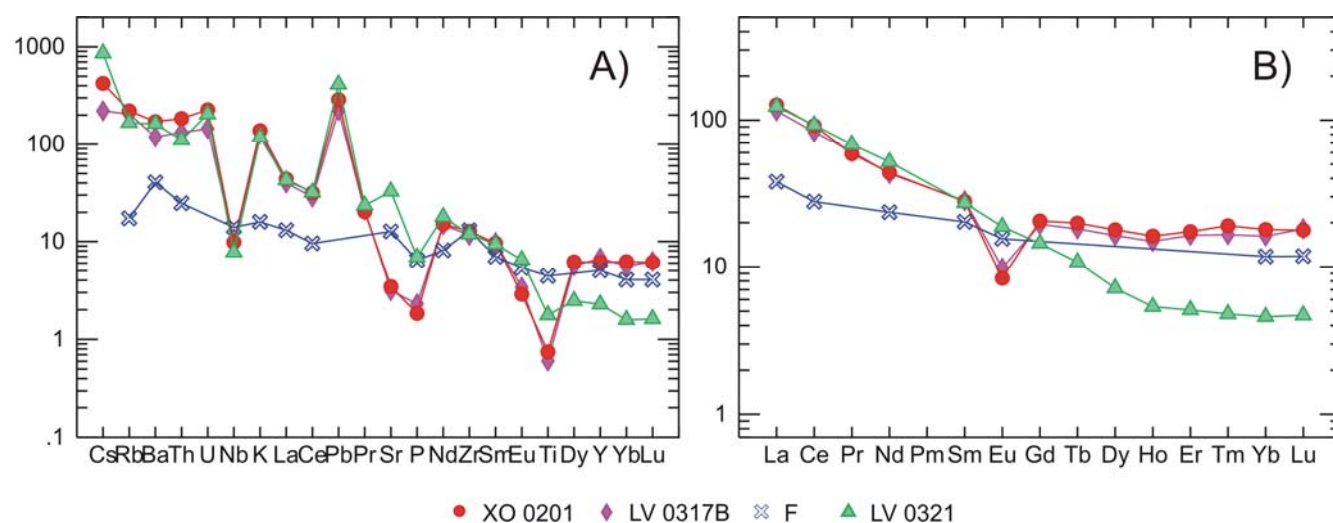 A)
1000
100
10
1
.1
Cs Rb Ba Th U Nb K La Ce Pb Pr Sr P Nd Zr Sm Eu Ti Dy Y Yb Lu
B)
100
10
1
La Ce Pr Nd Pm Sm Eu Gd Tb Dy Ho Er Tm Yb Lu
XO 0201 LV 0317B F LV 0321